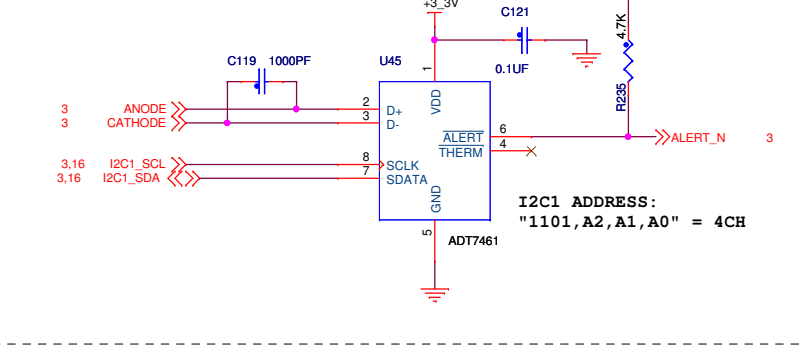 +3_3V
C121
4.7K
C119 1000PF
U45
0.1UF
R235
1
VDD
3 ANODE
2 D+
3 CATHODE
3 D-
ALERT 6
ALERT_N 3
THERM 4
3,16 I2C1_SCL
8 SCLK
3,16 I2C1_SDA
7 SDATA
GND
5
I2C1 ADDRESS:
"1101,A2,A1,A0" = 4CH
ADT7461